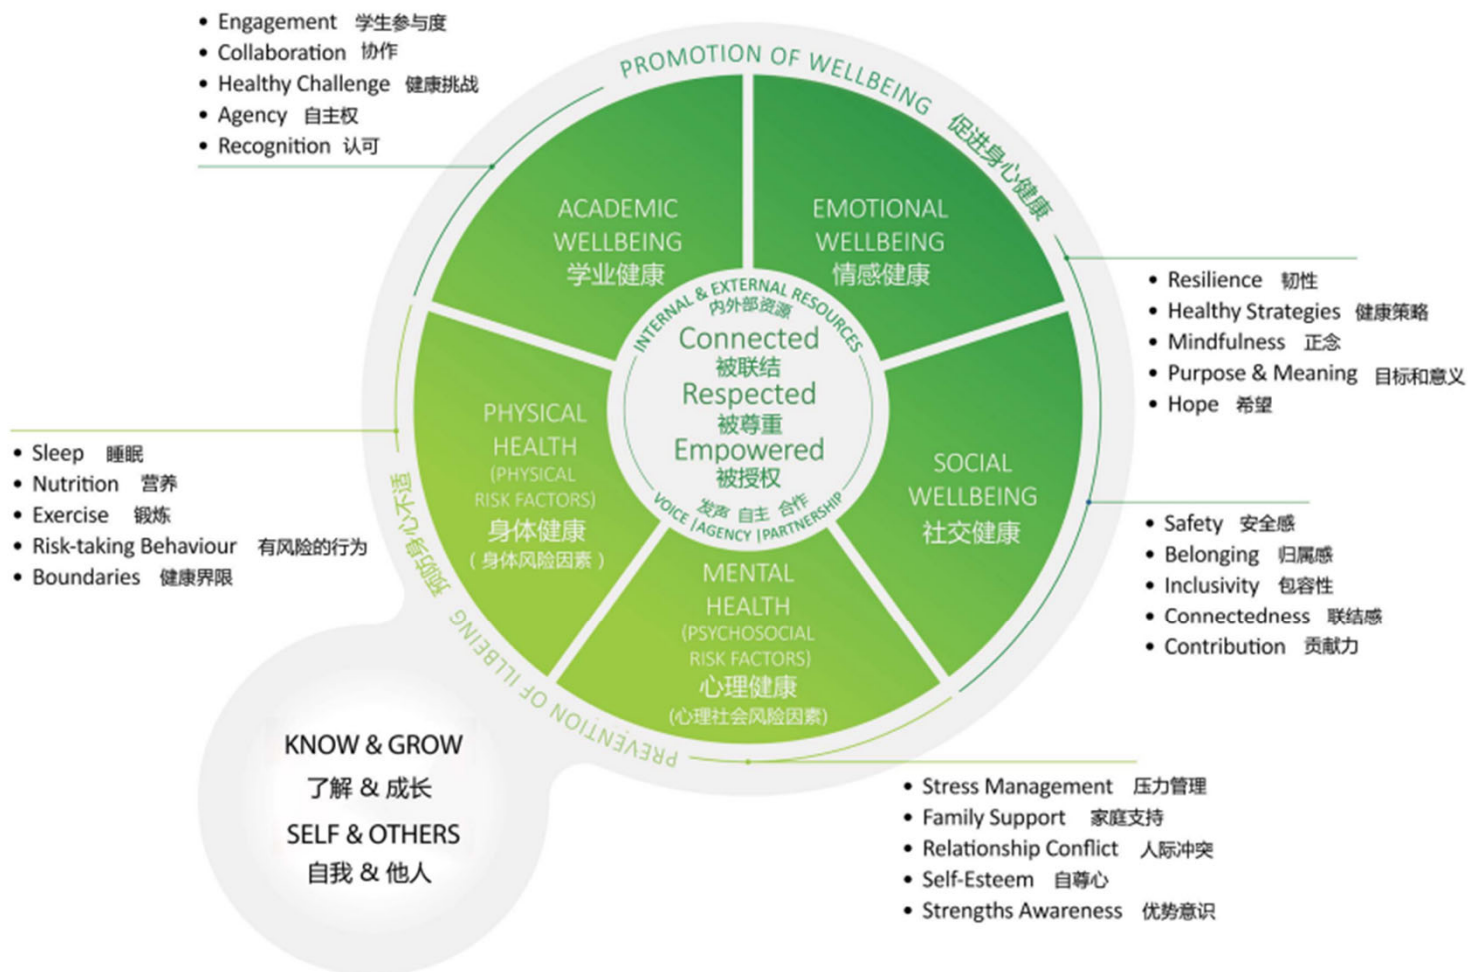 • Engagement 学生参与度
• Collaboration 协作
• Healthy Challenge 健康挑战
• Agency 自主权
• Recognition 认可
PROMOTION OF WELLBEING 促进身心健康
ACADEMIC
WELLBEING
学业健康
EMOTIONAL
WELLBEING
情感健康
• Resilience 韧性
• Healthy Strategies 健康策略
• Mindfulness 正念
• Purpose & Meaning 目标和意义
• Hope 希望
INTERNAL & EXTERNAL RESOURCES
内外部资源
Connected
被联结
Respected
被尊重
Empowered
被授权
发声 自主 合作
VOICE | AGENCY | PARTNERSHIP
PHYSICAL
HEALTH
(PHYSICAL
RISK FACTORS)
身体健康
( 身体风险因素 )
SOCIAL
WELLBEING
社交健康
• Sleep 睡眠
• Nutrition 营养
• Exercise 锻炼
• Risk-taking Behaviour 有风险的行为
• Boundaries 健康界限
• Safety 安全感
• Belonging 归属感
• Inclusivity 包容性
• Connectedness 联结感
• Contribution 贡献力
MENTAL
HEALTH
(PSYCHOSOCIAL
RISK FACTORS)
心理健康
(心理社会风险因素)
PREVENTION OF ILLBEING 预防身心不适
KNOW & GROW
了解 & 成长
SELF & OTHERS
自我 & 他人
• Stress Management 压力管理
• Family Support 家庭支持
• Relationship Conflict 人际冲突
• Self-Esteem 自尊心
• Strengths Awareness 优势意识